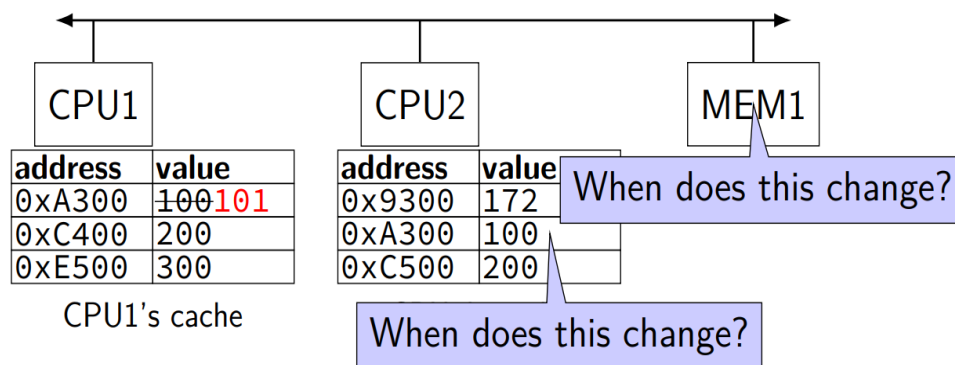 CPU1 CPU2 MEM1
address value address value
0xA300 100101 0x9300 172
0xC400 200 0xA300 100
0xE500 300 0xC500 200
When does this change?
CPU1's cache
When does this change?